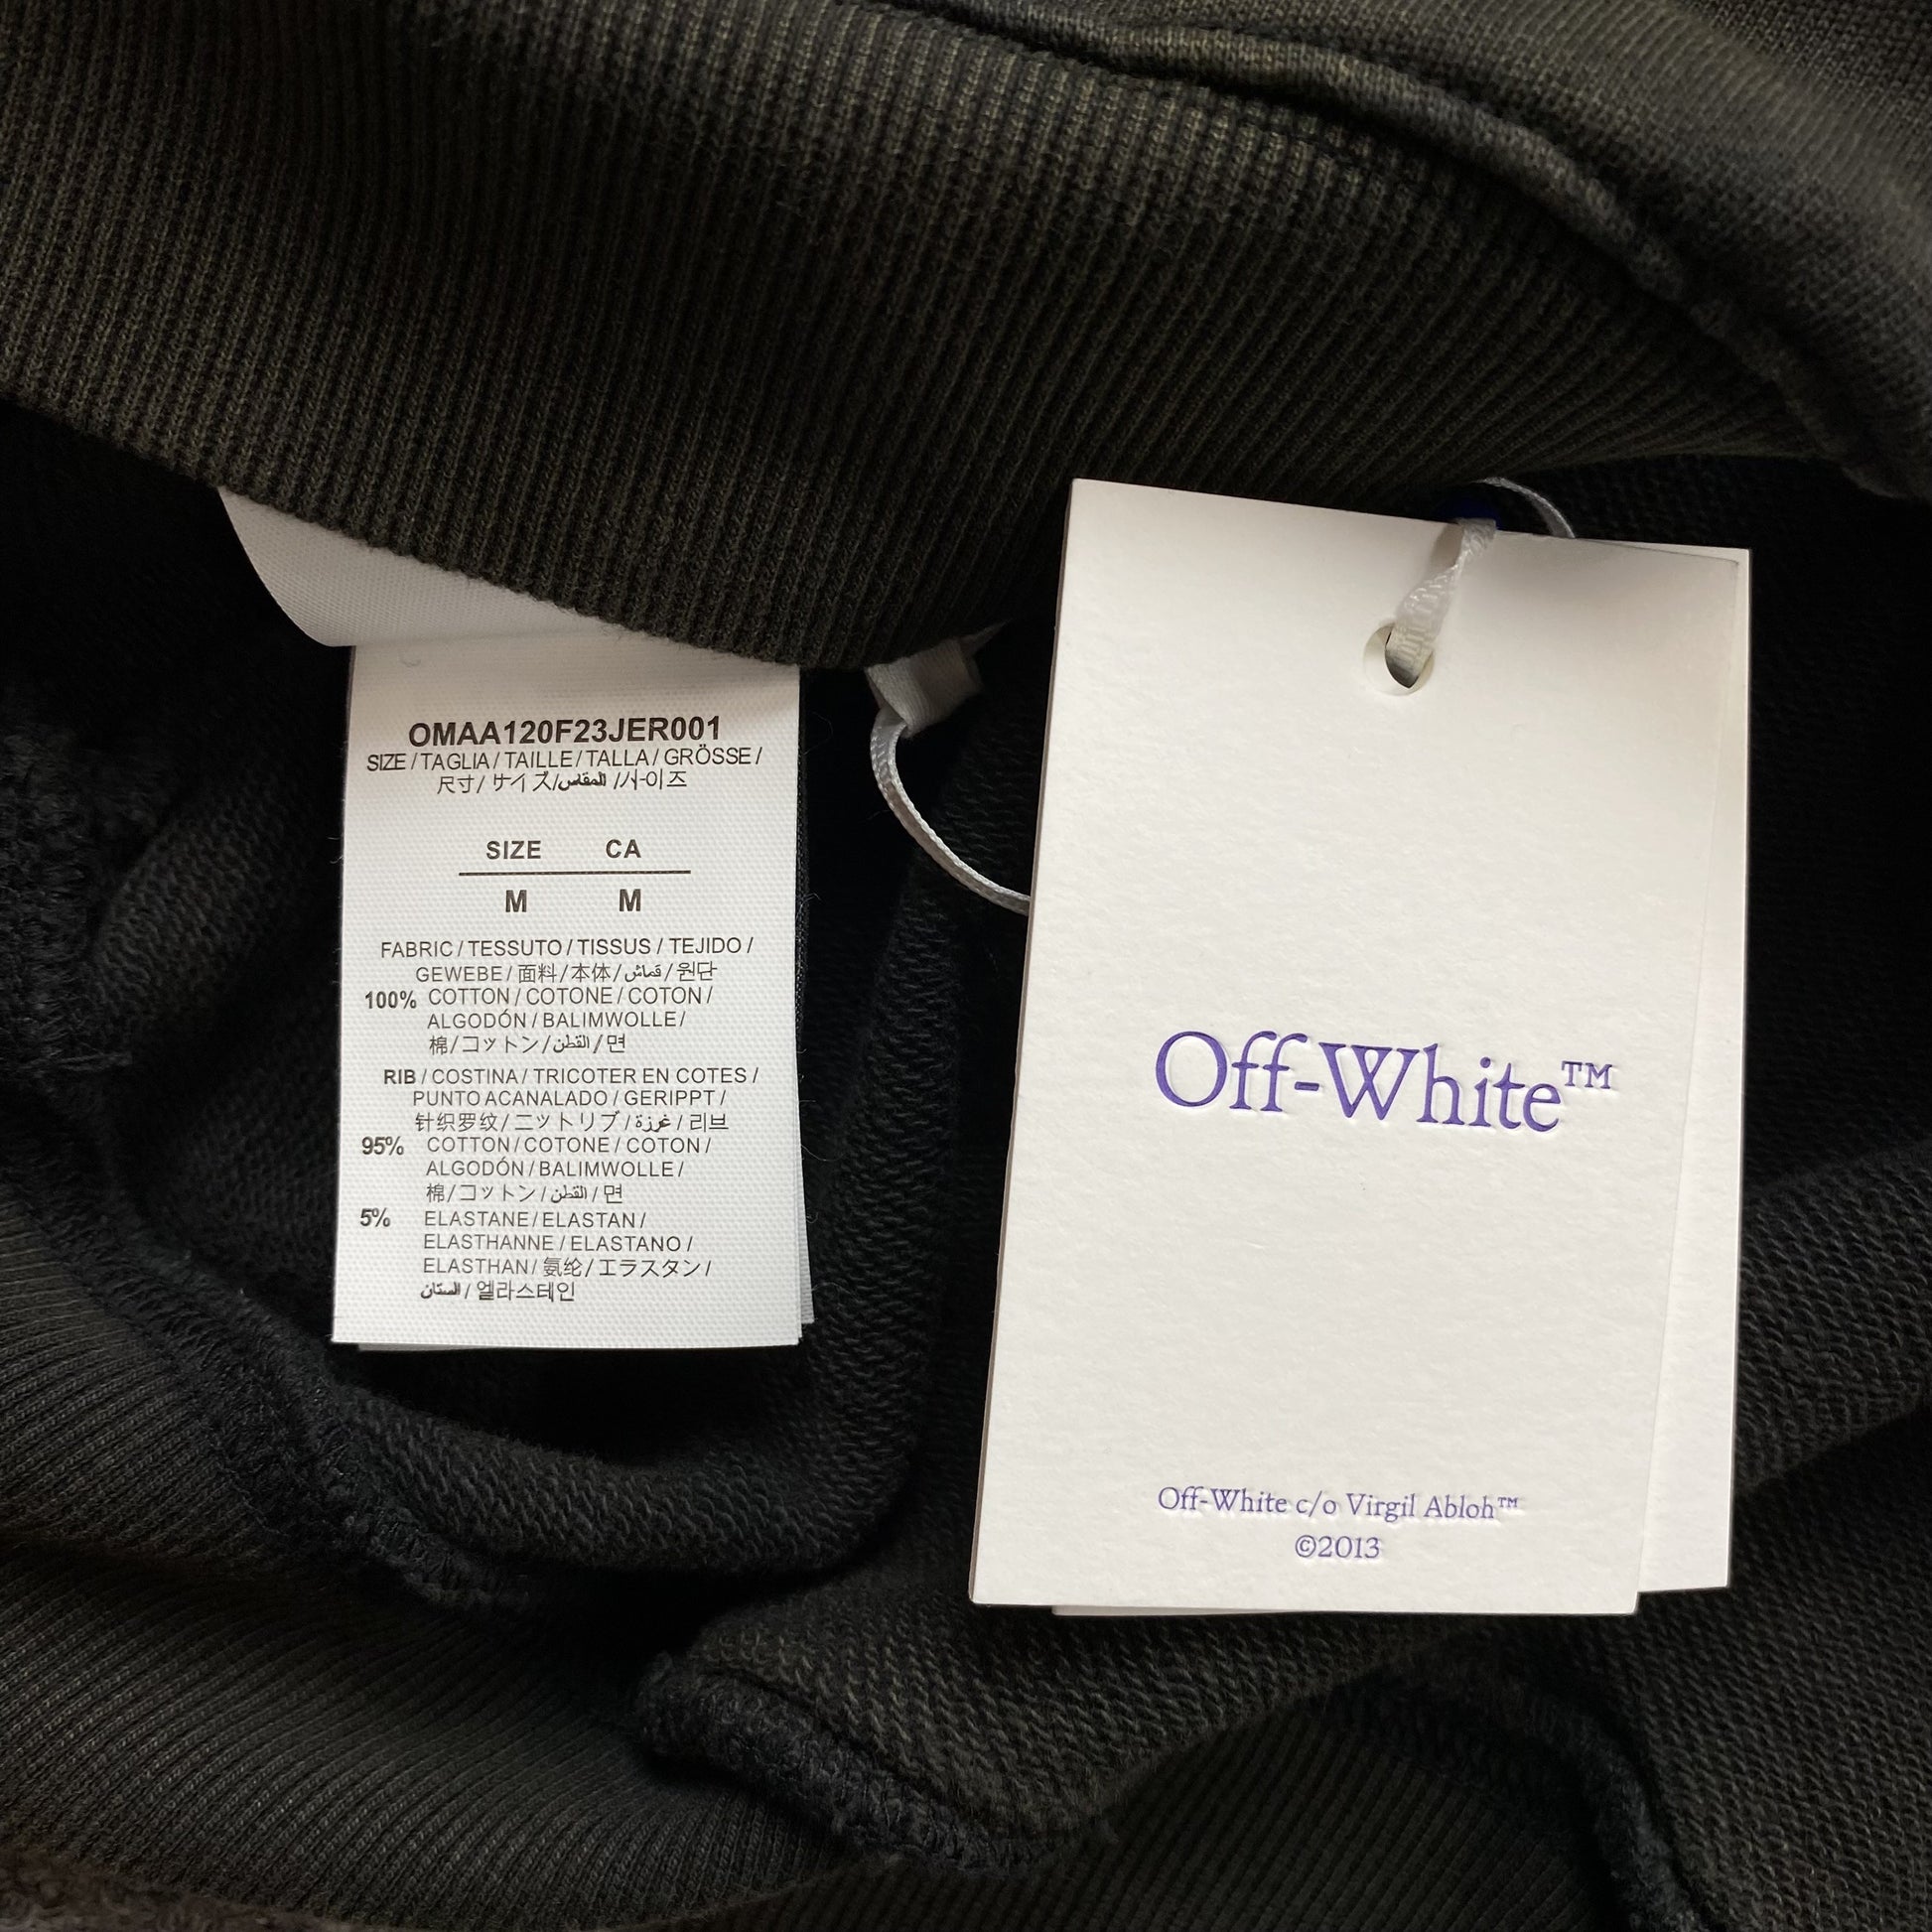 OMAA120F23JER001
SIZE / TAGLIA / TAILLE / TALLA / GRÖSSE /
尺寸 / サイズ / المقاس / 사이즈
SIZE CA
M M
FABRIC / TESSUTO / TISSUS / TEJIDO /
GEWEBE / 面料 / 本体 / قماش / 원단
100% COTTON / COTONE / COTON /
ALGODÓN / BALIMWOLLE /
棉 / コットン / القطن / 면
RIB / COSTINA / TRICOTER EN COTES /
PUNTO ACANALADO / GERIPPT /
针织罗纹 / ニットリブ / غرزة / 리브
95% COTTON / COTONE / COTON /
ALGODÓN / BALIMWOLLE /
棉 / コットン / القطن / 면
5% ELASTANE / ELASTAN /
ELASTHANNE / ELASTANO /
ELASTHAN / 氨纶 / エラスタン /
الستان / 엘라스테인
Off-White™
Off-White c/o Virgil Abloh™
©2013